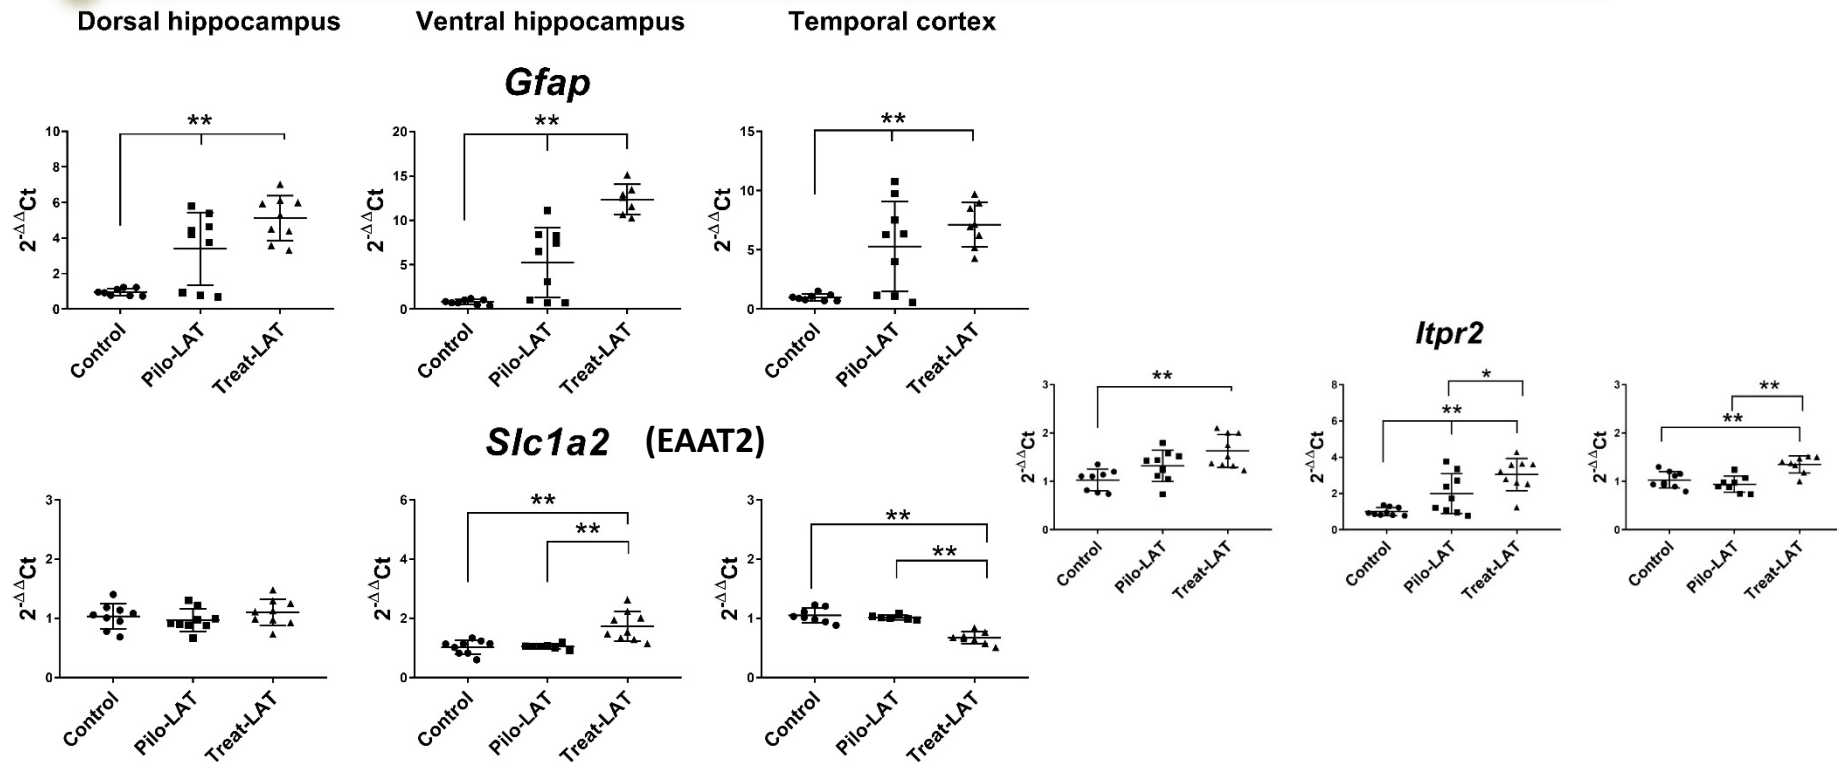 Dorsal hippocampus
Ventral hippocampus
Temporal cortex
Gfap
**
10
8
6
4
2
0
2-ΔΔCt
Control
Pilo-LAT
Treat-LAT
**
20
15
10
5
0
2-ΔΔCt
Control
Pilo-LAT
Treat-LAT
**
15
10
5
0
2-ΔΔCt
Control
Pilo-LAT
Treat-LAT
Slc1a2 (EAAT2)
3
2
1
0
2-ΔΔCt
Control
Pilo-LAT
Treat-LAT
**
**
6
4
2
0
2-ΔΔCt
Control
Pilo-LAT
Treat-LAT
**
**
3
2
1
0
2-ΔΔCt
Control
Pilo-LAT
Treat-LAT
Itpr2
**
3
2
1
0
2-ΔΔCt
Control
Pilo-LAT
Treat-LAT
*
**
8
6
4
2
0
2-ΔΔCt
Control
Pilo-LAT
Treat-LAT
**
**
3
2
1
0
2-ΔΔCt
Control
Pilo-LAT
Treat-LAT